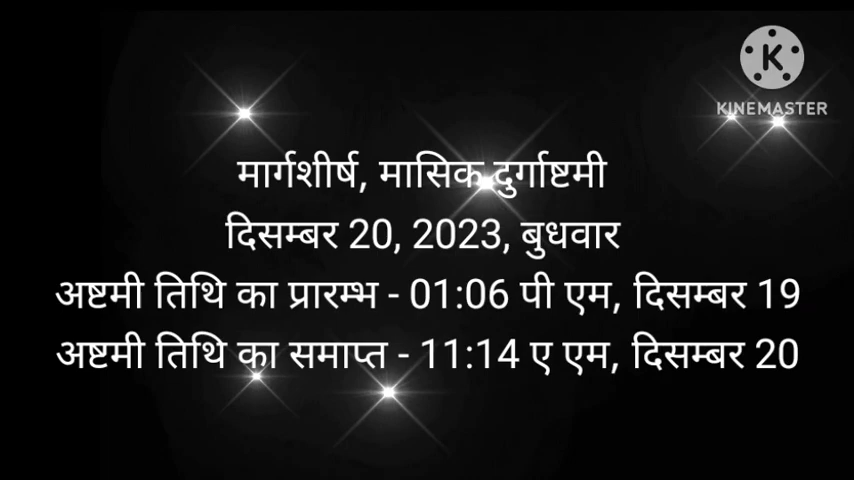 KINEMASTER
मार्गशीर्ष, मासिक दुर्गाष्टमी
दिसम्बर 20, 2023, बुधवार
अष्टमी तिथि का प्रारम्भ - 01:06 पी एम, दिसम्बर 19
अष्टमी तिथि का समाप्त - 11:14 ए एम, दिसम्बर 20